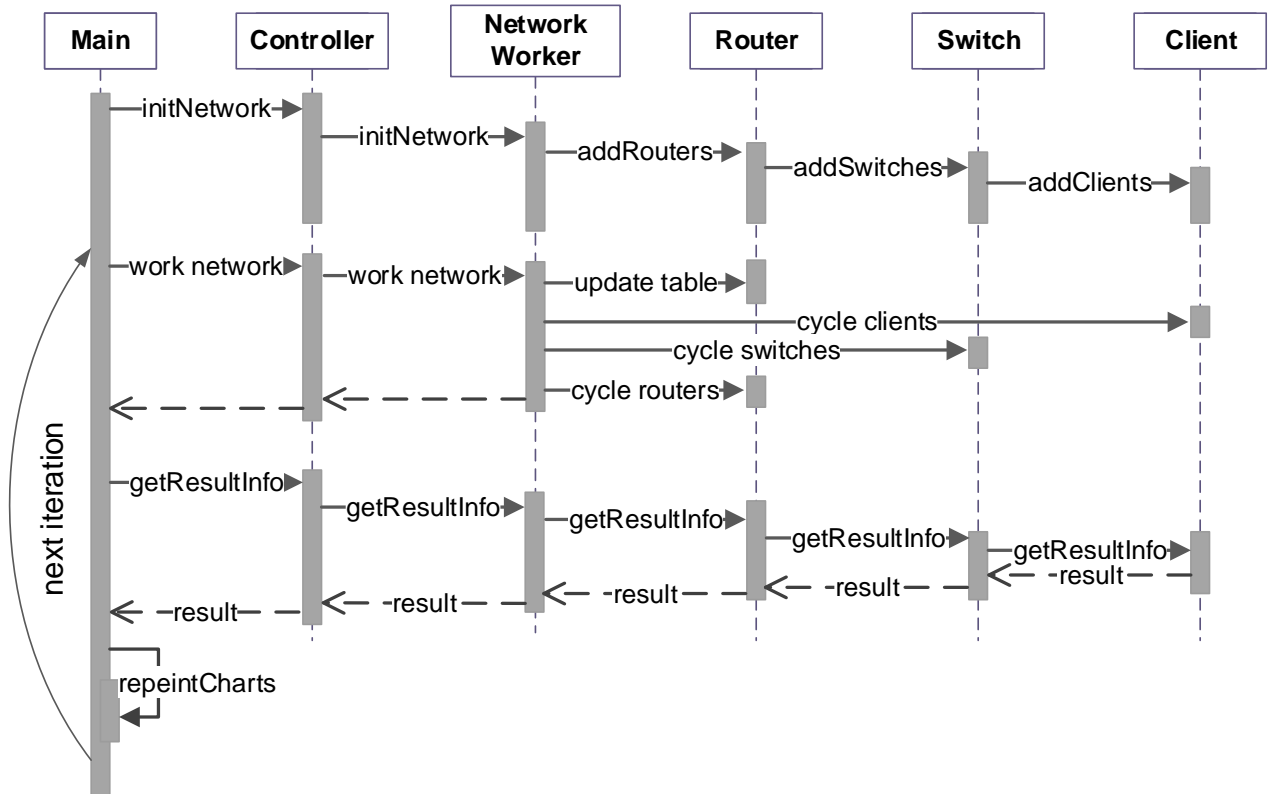 Main
Controller
Network
Worker
Router
Switch
Client
initNetwork
initNetwork
addRouters
addSwitches
addClients
work network
work network
update table
cycle clients
cycle switches
cycle routers
next iteration
getResultInfo
getResultInfo
getResultInfo
getResultInfo
getResultInfo
result
result
result
result
result
repeintCharts